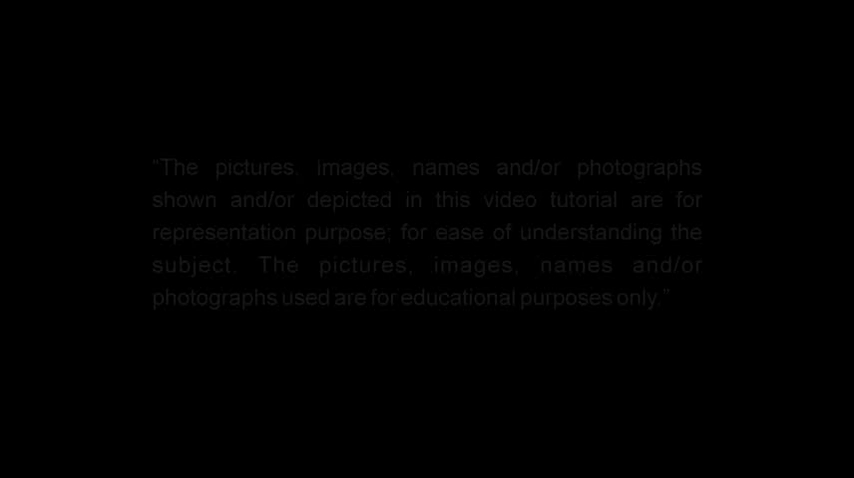 "The pictures, images, names and/or photographs
shown and/or depicted in this video tutorial are for
representation purpose; for ease of understanding the
subject. The pictures, images, names and/or
photographs used are for educational purposes only."